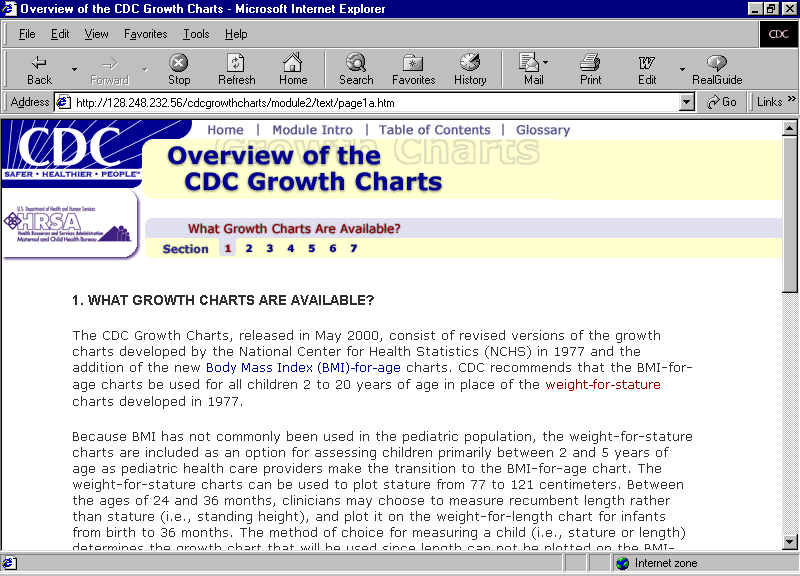 Overview of the CDC Growth Charts - Microsoft Internet Explorer
File Edit View Favorites Tools Help
CDC
Back Forward Stop Refresh Home Search Favorites History Mail Print Edit RealGuide
Address http://128.248.232.56/cdcgrowthcharts/module2/text/page1a.htm Go Links »
Home | Module Intro | Table of Contents | Glossary
CDC
SAFER • HEALTHIER • PEOPLE™
Growth Charts
Overview of the
CDC Growth Charts
U.S. Department of Health and Human Services
HRSA
Health Resources and Services Administration
Maternal and Child Health Bureau
What Growth Charts Are Available?
Section 1 2 3 4 5 6 7
1. WHAT GROWTH CHARTS ARE AVAILABLE?
The CDC Growth Charts, released in May 2000, consist of revised versions of the growth
charts developed by the National Center for Health Statistics (NCHS) in 1977 and the
addition of the new Body Mass Index (BMI)-for-age charts. CDC recommends that the BMI-for-
age charts be used for all children 2 to 20 years of age in place of the weight-for-stature
charts developed in 1977.
Because BMI has not commonly been used in the pediatric population, the weight-for-stature
charts are included as an option for assessing children primarily between 2 and 5 years of
age as pediatric health care providers make the transition to the BMI-for-age chart. The
weight-for-stature charts can be used to plot stature from 77 to 121 centimeters. Between
the ages of 24 and 36 months, clinicians may choose to measure recumbent length rather
than stature (i.e., standing height), and plot it on the weight-for-length chart for infants
from birth to 36 months. The method of choice for measuring a child (i.e., stature or length)
determines the growth chart that will be used since length can not be plotted on the BMI-
Internet zone